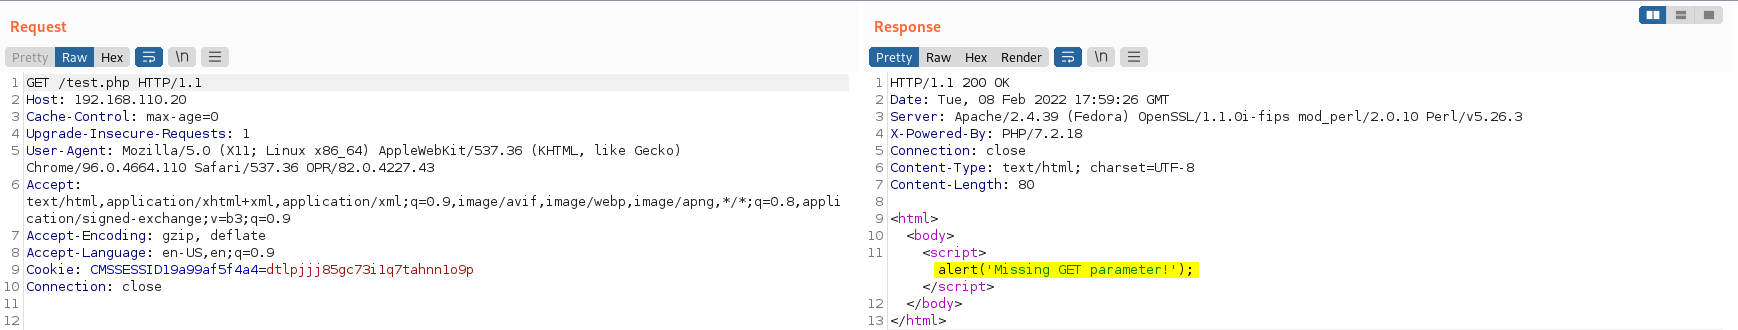 Request
Pretty Raw Hex \n
1 GET /test.php HTTP/1.1
2 Host: 192.168.110.20
3 Cache-Control: max-age=0
4 Upgrade-Insecure-Requests: 1
5 User-Agent: Mozilla/5.0 (X11; Linux x86_64) AppleWebKit/537.36 (KHTML, like Gecko)
Chrome/96.0.4664.110 Safari/537.36 OPR/82.0.4227.43
6 Accept:
text/html,application/xhtml+xml,application/xml;q=0.9,image/avif,image/webp,image/apng,*/*;q=0.8,appli
cation/signed-exchange;v=b3;q=0.9
7 Accept-Encoding: gzip, deflate
8 Accept-Language: en-US,en;q=0.9
9 Cookie: CMSSESSID19a99af5f4a4=dtlpjjj85gc73i1q7tahnn1o9p
10 Connection: close
11
12
Response
Pretty Raw Hex Render \n
1 HTTP/1.1 200 OK
2 Date: Tue, 08 Feb 2022 17:59:26 GMT
3 Server: Apache/2.4.39 (Fedora) OpenSSL/1.1.0i-fips mod_perl/2.0.10 Perl/v5.26.3
4 X-Powered-By: PHP/7.2.18
5 Connection: close
6 Content-Type: text/html; charset=UTF-8
7 Content-Length: 80
8
9 <html>
10 <body>
11 <script>
alert('Missing GET parameter!');
</script>
12 </body>
13 </html>